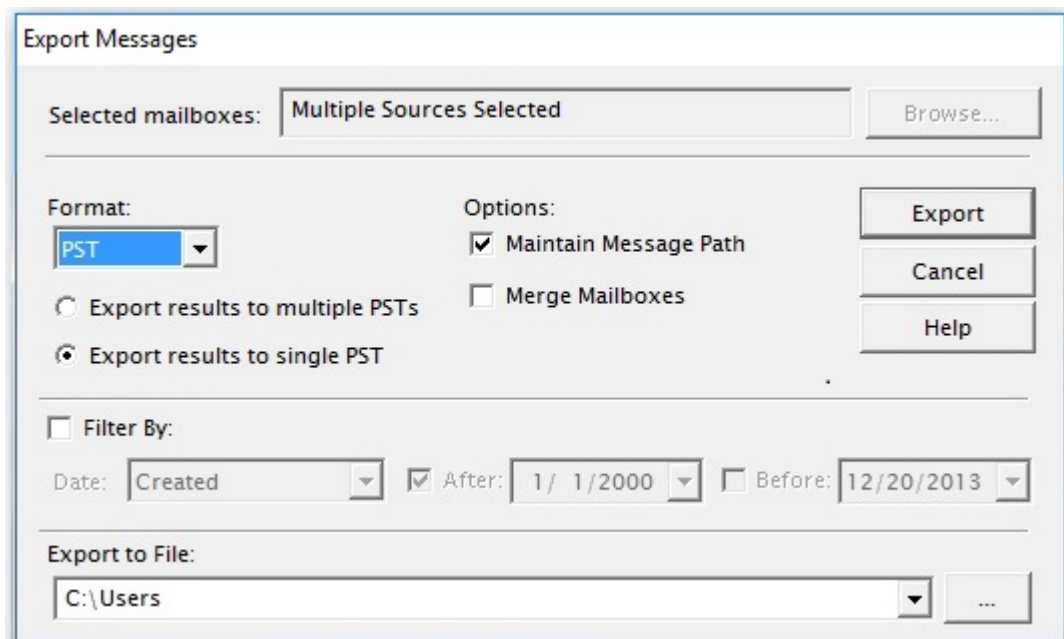 Export Messages
Selected mailboxes: Multiple Sources Selected Browse...
Format: Options:
PST Maintain Message Path Export
Merge Mailboxes Cancel
Export results to multiple PSTs Help
Export results to single PST
Filter By:
Date: Created After: 1/ 1/2000 Before: 12/20/2013
Export to File:
C:\Users ...